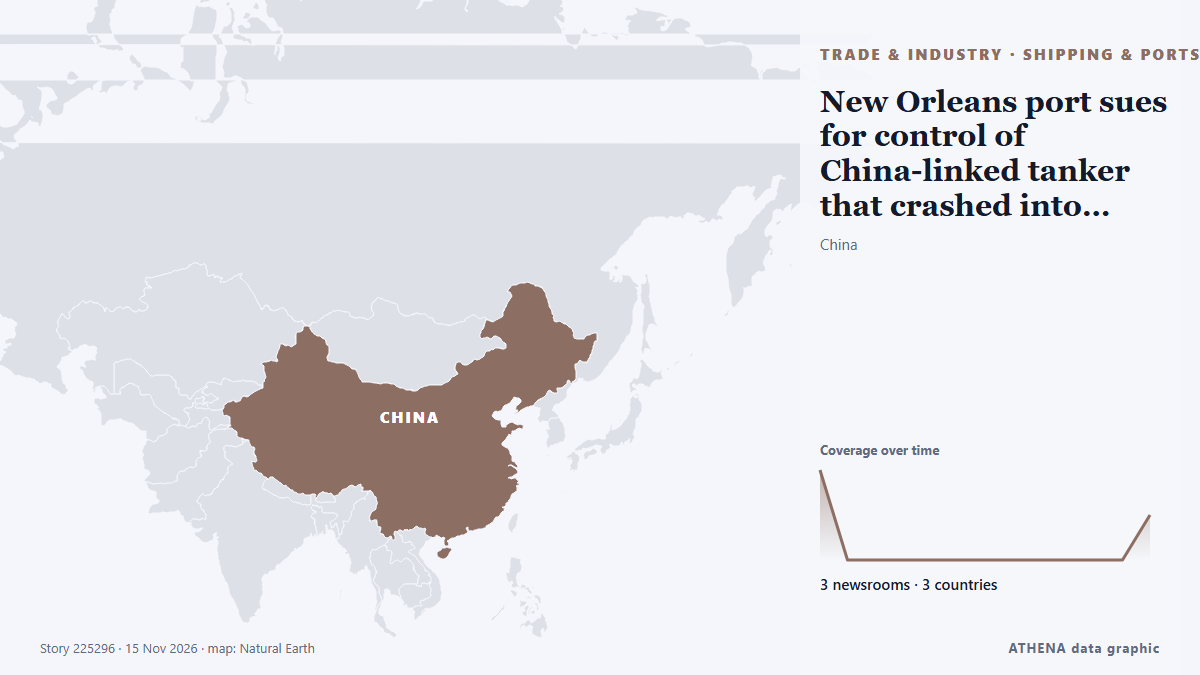 TRADE & INDUSTRY · SHIPPING & PORTS
New Orleans port sues
for control of
China-linked tanker
that crashed into...
China
CHINA
Coverage over time
3 newsrooms · 3 countries
Story 225296 · 15 Nov 2026 · map: Natural Earth
ATHENA data graphic